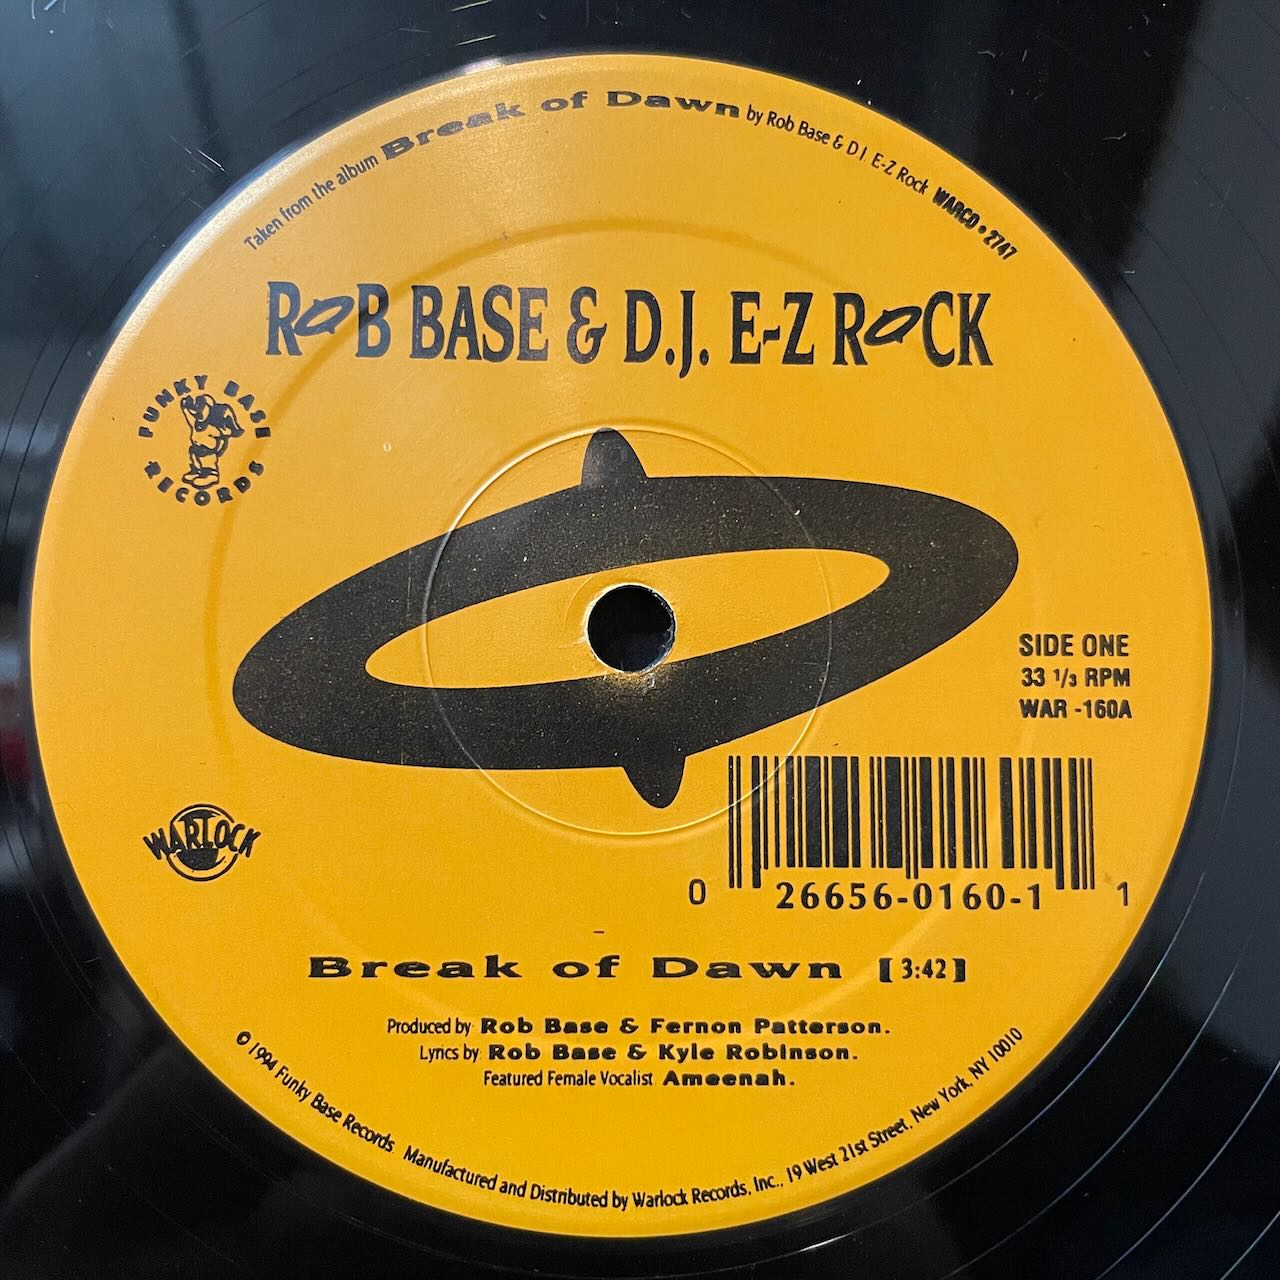 Taken from the album Break of Dawn by Rob Base & D.J. E-Z Rock WARCD • 2747
ROB BASE & D.J. E-Z ROCK
FUNKY BASE
RECORDS
SIDE ONE
33 1/3 RPM
WAR -160A
WARLOCK
0 26656-0160-1 1
Break of Dawn [3:42]
Produced by: Rob Base & Fernon Patterson.
Lyrics by: Rob Base & Kyle Robinson.
Featured Female Vocalist: Ameenah.
© 1994 Funky Base Records. Manufactured and Distributed by Warlock Records, Inc., 19 West 21st Street, New York, NY 10010